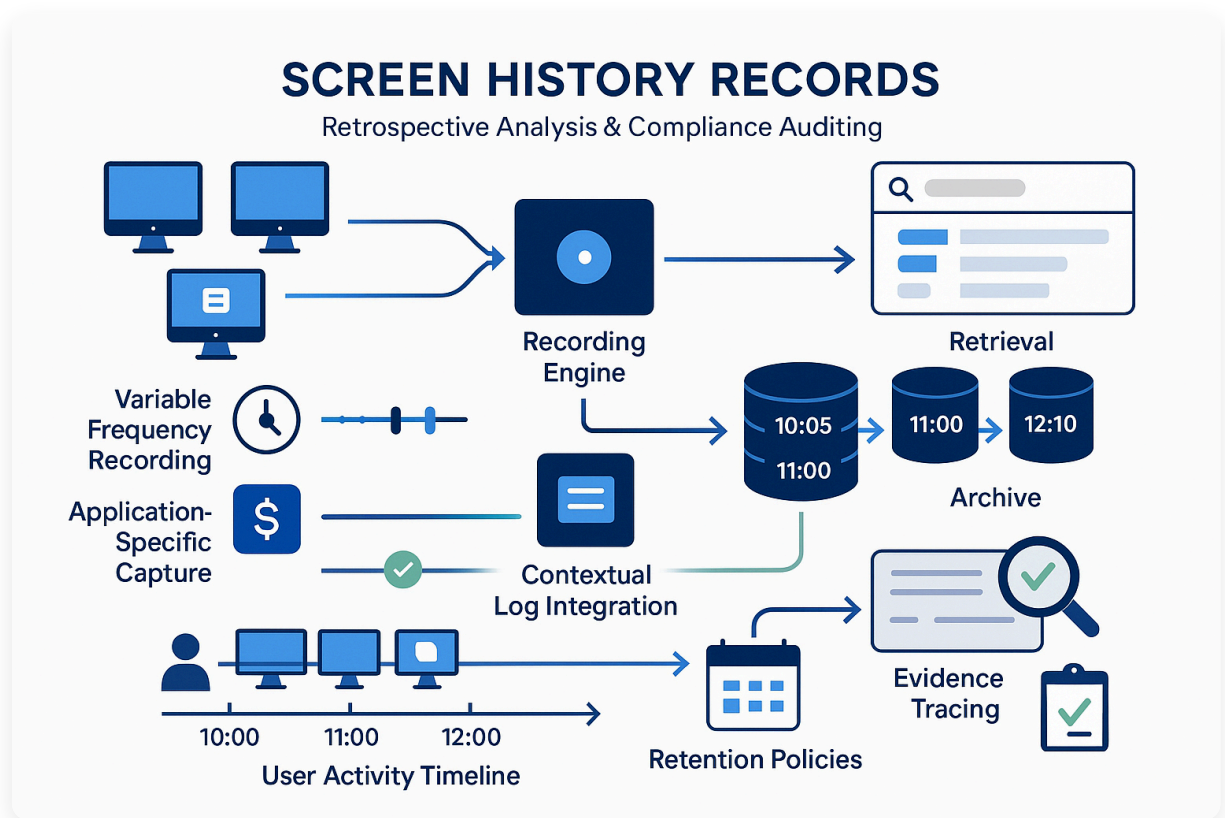 SCREEN HISTORY RECORDS
Retrospective Analysis & Compliance Auditing
Recording
Engine
Retrieval
Variable
Frequency
Recording
10:05
11:00
11:00
12:10
Archive
Application-
Specific
Capture
$
Contextual
Log Integration
Evidence
Tracing
10:00
11:00
12:00
User Activity Timeline
Retention Policies